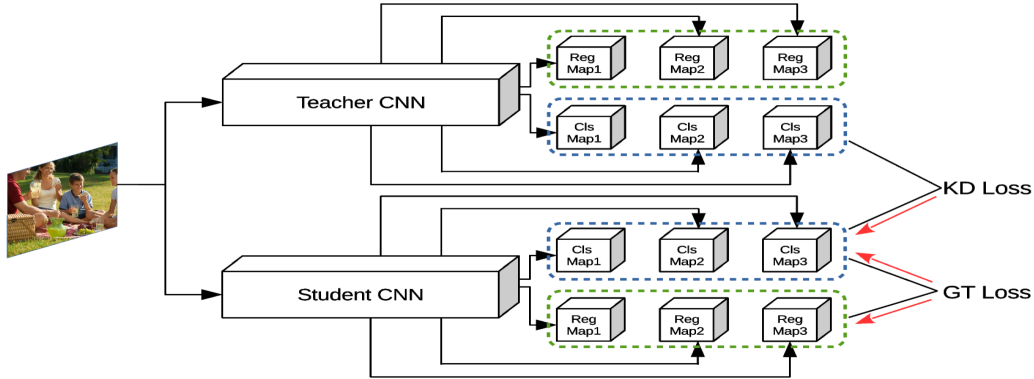 Reg
Map1
Reg
Map2
Reg
Map3
Teacher CNN
Cls
Map1
Cls
Map2
Cls
Map3
KD Loss
Cls
Map1
Cls
Map2
Cls
Map3
Student CNN
GT Loss
Reg
Map1
Reg
Map2
Reg
Map3